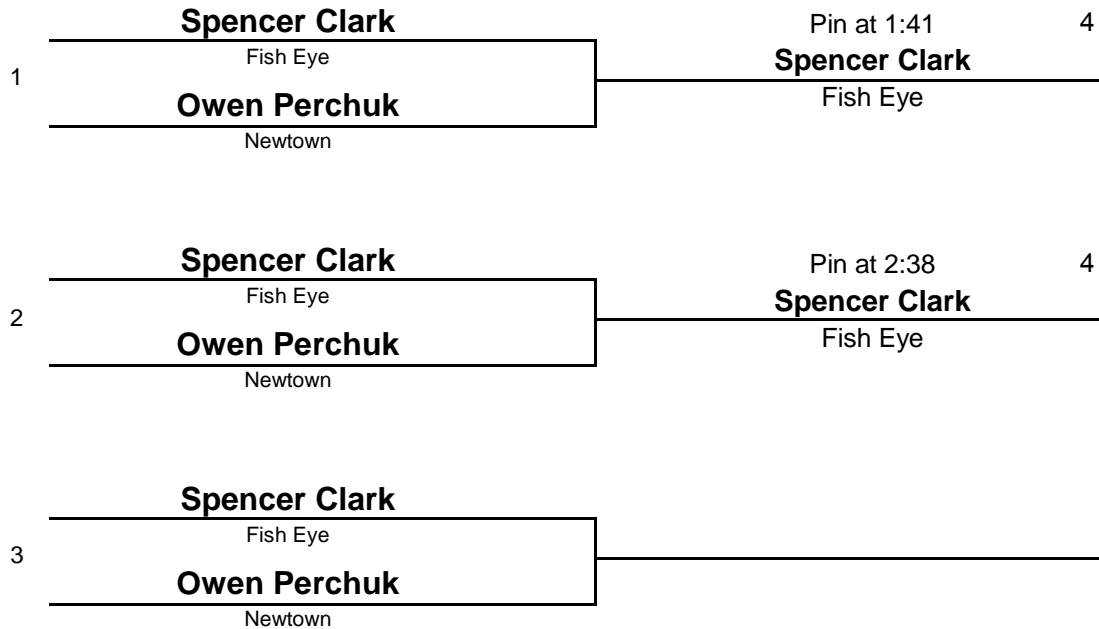 Spencer Clark
Pin at 1:41 4
Fish Eye
Spencer Clark
1
Owen Perchuk
Fish Eye
Newtown
Spencer Clark
Pin at 2:38 4
Fish Eye
Spencer Clark
2
Owen Perchuk
Fish Eye
Newtown
Spencer Clark
Fish Eye
3
Owen Perchuk
Newtown